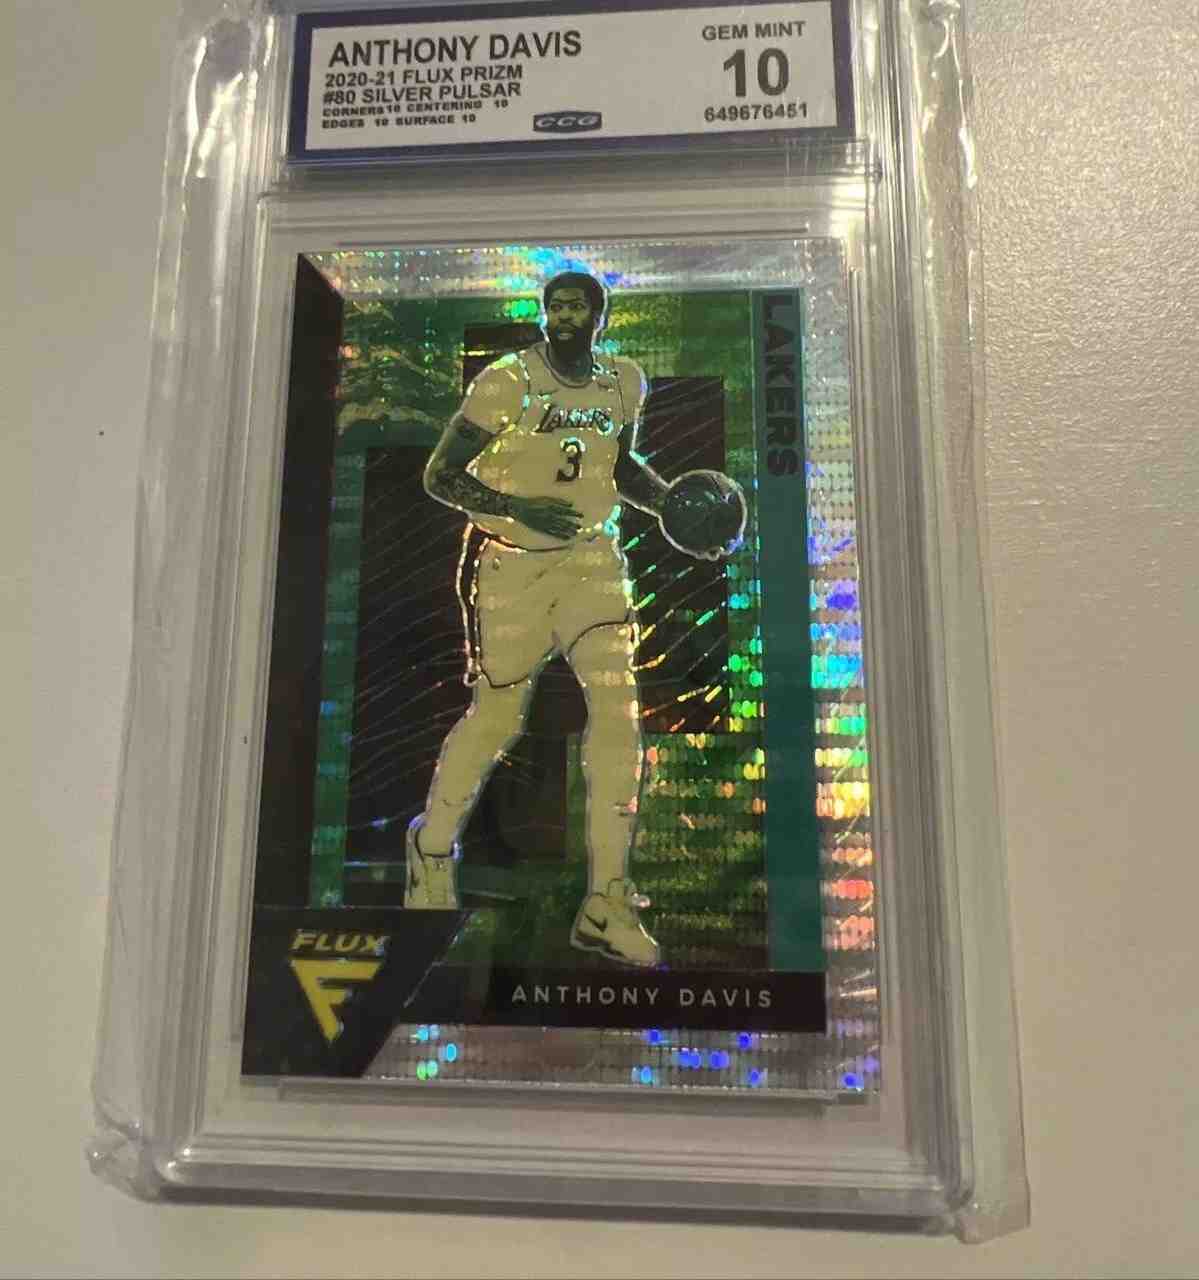 ANTHONY DAVIS
2020-21 FLUX PRIZM
#80 SILVER PULSAR
CORNERS 10 CENTERING 10
EDGES 10 SURFACE 10
CCG
GEM MINT
10
649676451
LAKERS
LAKERS
3
FLUX
F
ANTHONY DAVIS